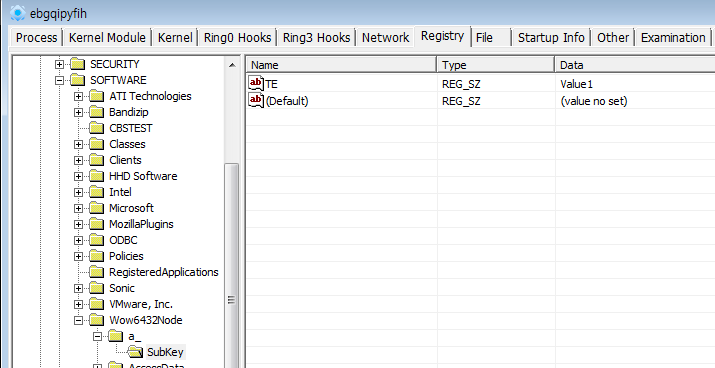 ebgqipyfih
Process Kernel Module Kernel Ring0 Hooks Ring3 Hooks Network Registry File Startup Info Other Examination
SECURITY
SOFTWARE
ATI Technologies
Bandizip
CBSTEST
Classes
Clients
HHD Software
Intel
Microsoft
MozillaPlugins
ODBC
Policies
RegisteredApplications
Sonic
VMware, Inc.
Wow6432Node
a_
SubKey
AccessData
Name Type Data
ab TE REG_SZ Value1
ab (Default) REG_SZ (value no set)